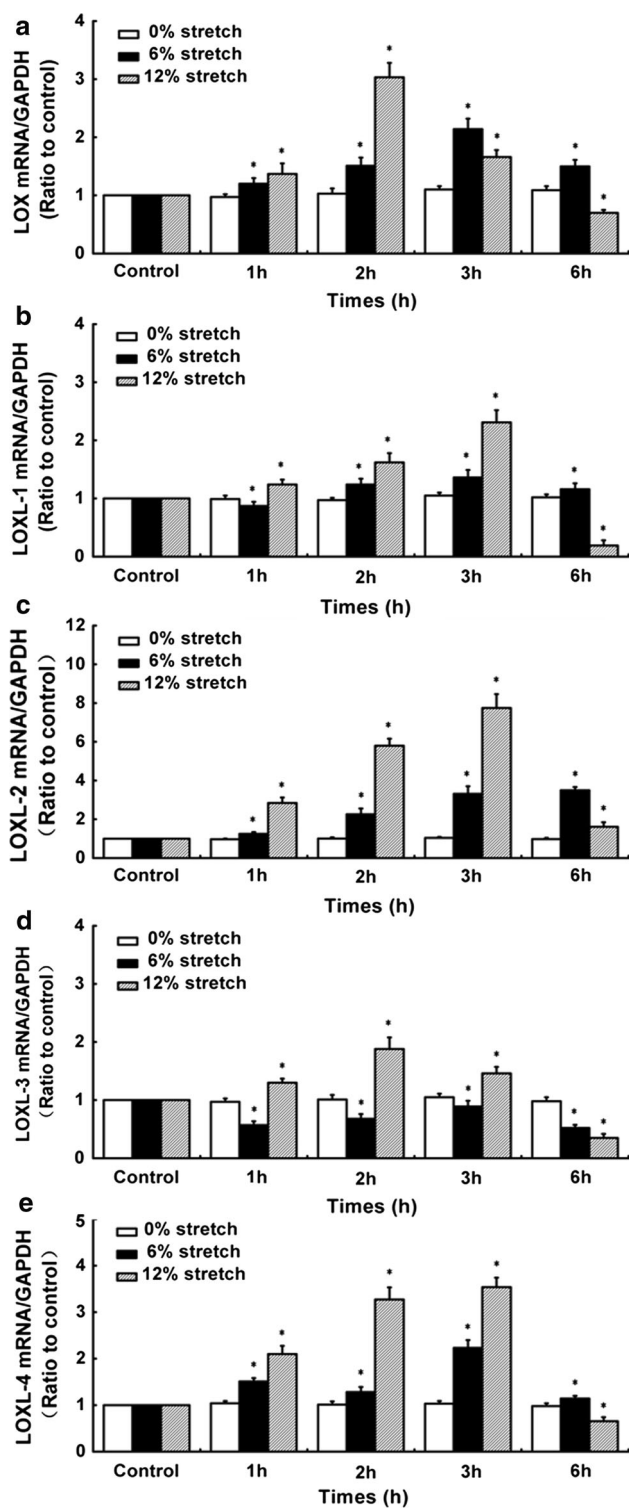 a
LOX mRNA/GAPDH
(Ratio to control)
4
3
2
1
0
0% stretch
6% stretch
12% stretch
*
*
*
*
*
*
*
*
Control
1h
2h
3h
6h
Times (h)
b
LOXL-1 mRNA/GAPDH
(Ratio to control)
4
3
2
1
0
0% stretch
6% stretch
12% stretch
*
*
*
*
*
*
*
*
Control
1h
2h
3h
6h
Times (h)
c
LOXL-2 mRNA/GAPDH
(Ratio to control)
12
10
8
6
4
2
0
0% stretch
6% stretch
12% stretch
*
*
*
*
*
*
*
*
Control
1h
2h
3h
6h
Times (h)
d
LOXL-3 mRNA/GAPDH
(Ratio to control)
4
3
2
1
0
0% stretch
6% stretch
12% stretch
*
*
*
*
*
*
*
*
Control
1h
2h
3h
6h
Times (h)
e
LOXL-4 mRNA/GAPDH
(Ratio to control)
5
4
3
2
1
0
0% stretch
6% stretch
12% stretch
*
*
*
*
*
*
*
*
Control
1h
2h
3h
6h
Times (h)